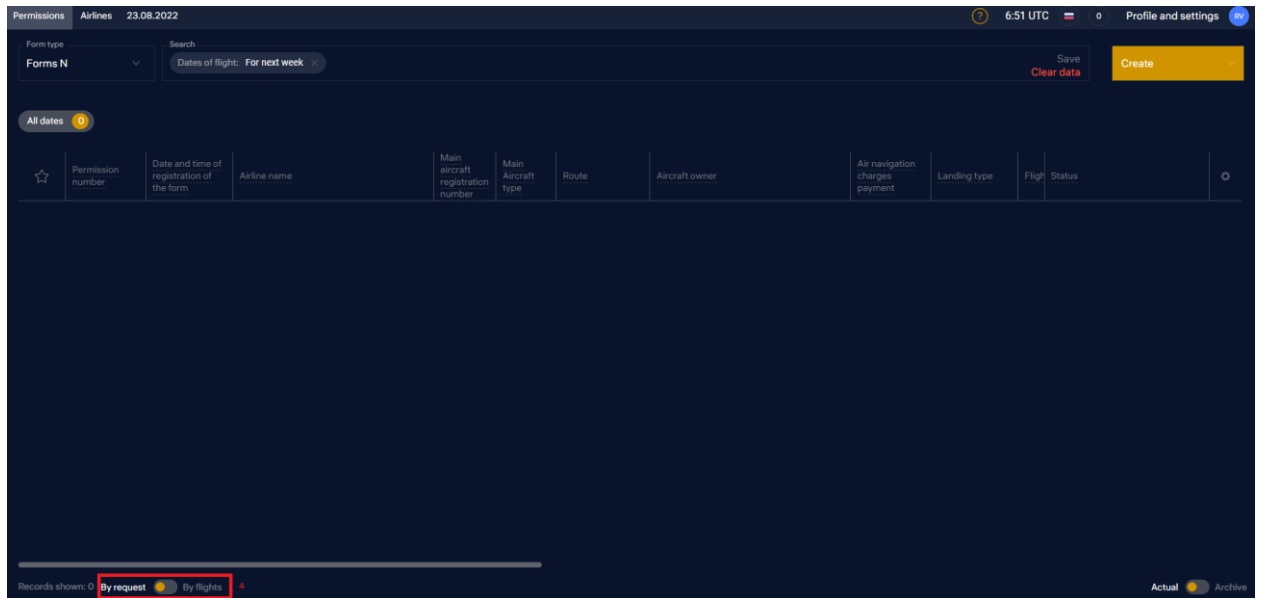 Permissions Airlines 23.08.2022 ? 6:51 UTC 0 Profile and settings RV
Form type
Forms N
Search
Dates of flight: For next week ×
Save
Clear data
Create
All dates 0
Permission
number
Date and time of
registration of
the form
Airline name
Main
aircraft
registration
number
Main
Aircraft
type
Route
Aircraft owner
Air navigation
charges
payment
Landing type
Fligh
Status
Records shown: 0 By request By flights 4 Actual Archive